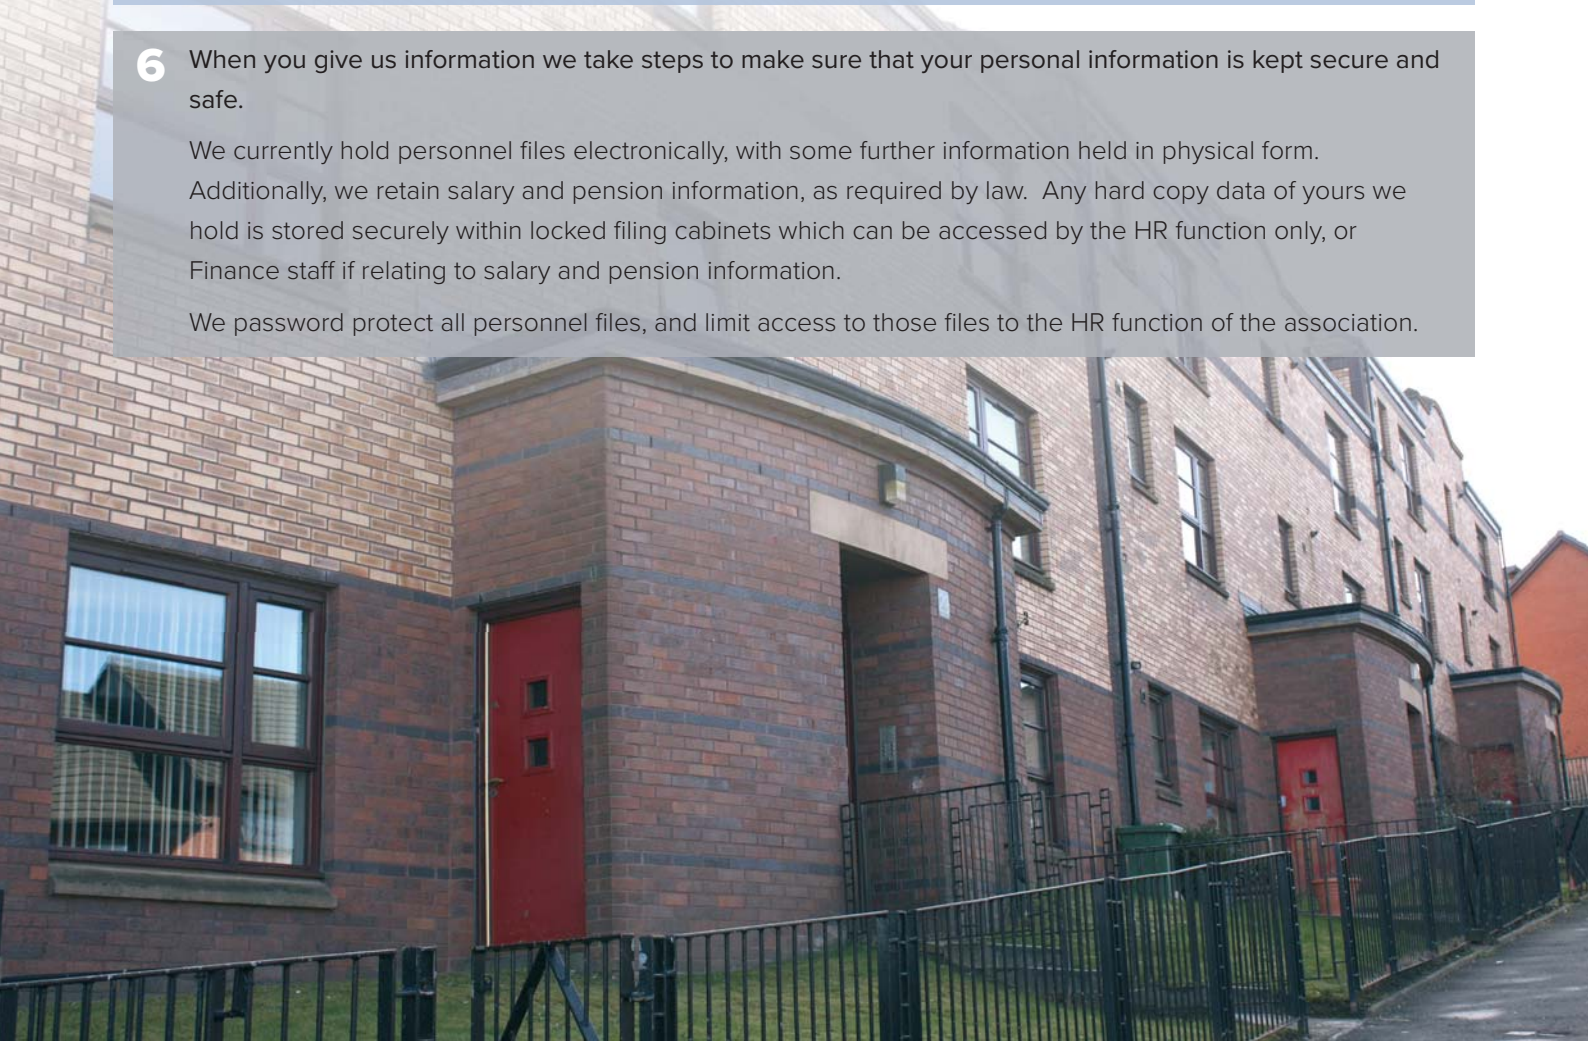 6 When you give us information we take steps to make sure that your personal information is kept secure and
safe.
We currently hold personnel files electronically, with some further information held in physical form.
Additionally, we retain salary and pension information, as required by law.  Any hard copy data of yours we
hold is stored securely within locked filing cabinets which can be accessed by the HR function only, or
Finance staff if relating to salary and pension information.
We password protect all personnel files, and limit access to those files to the HR function of the association.